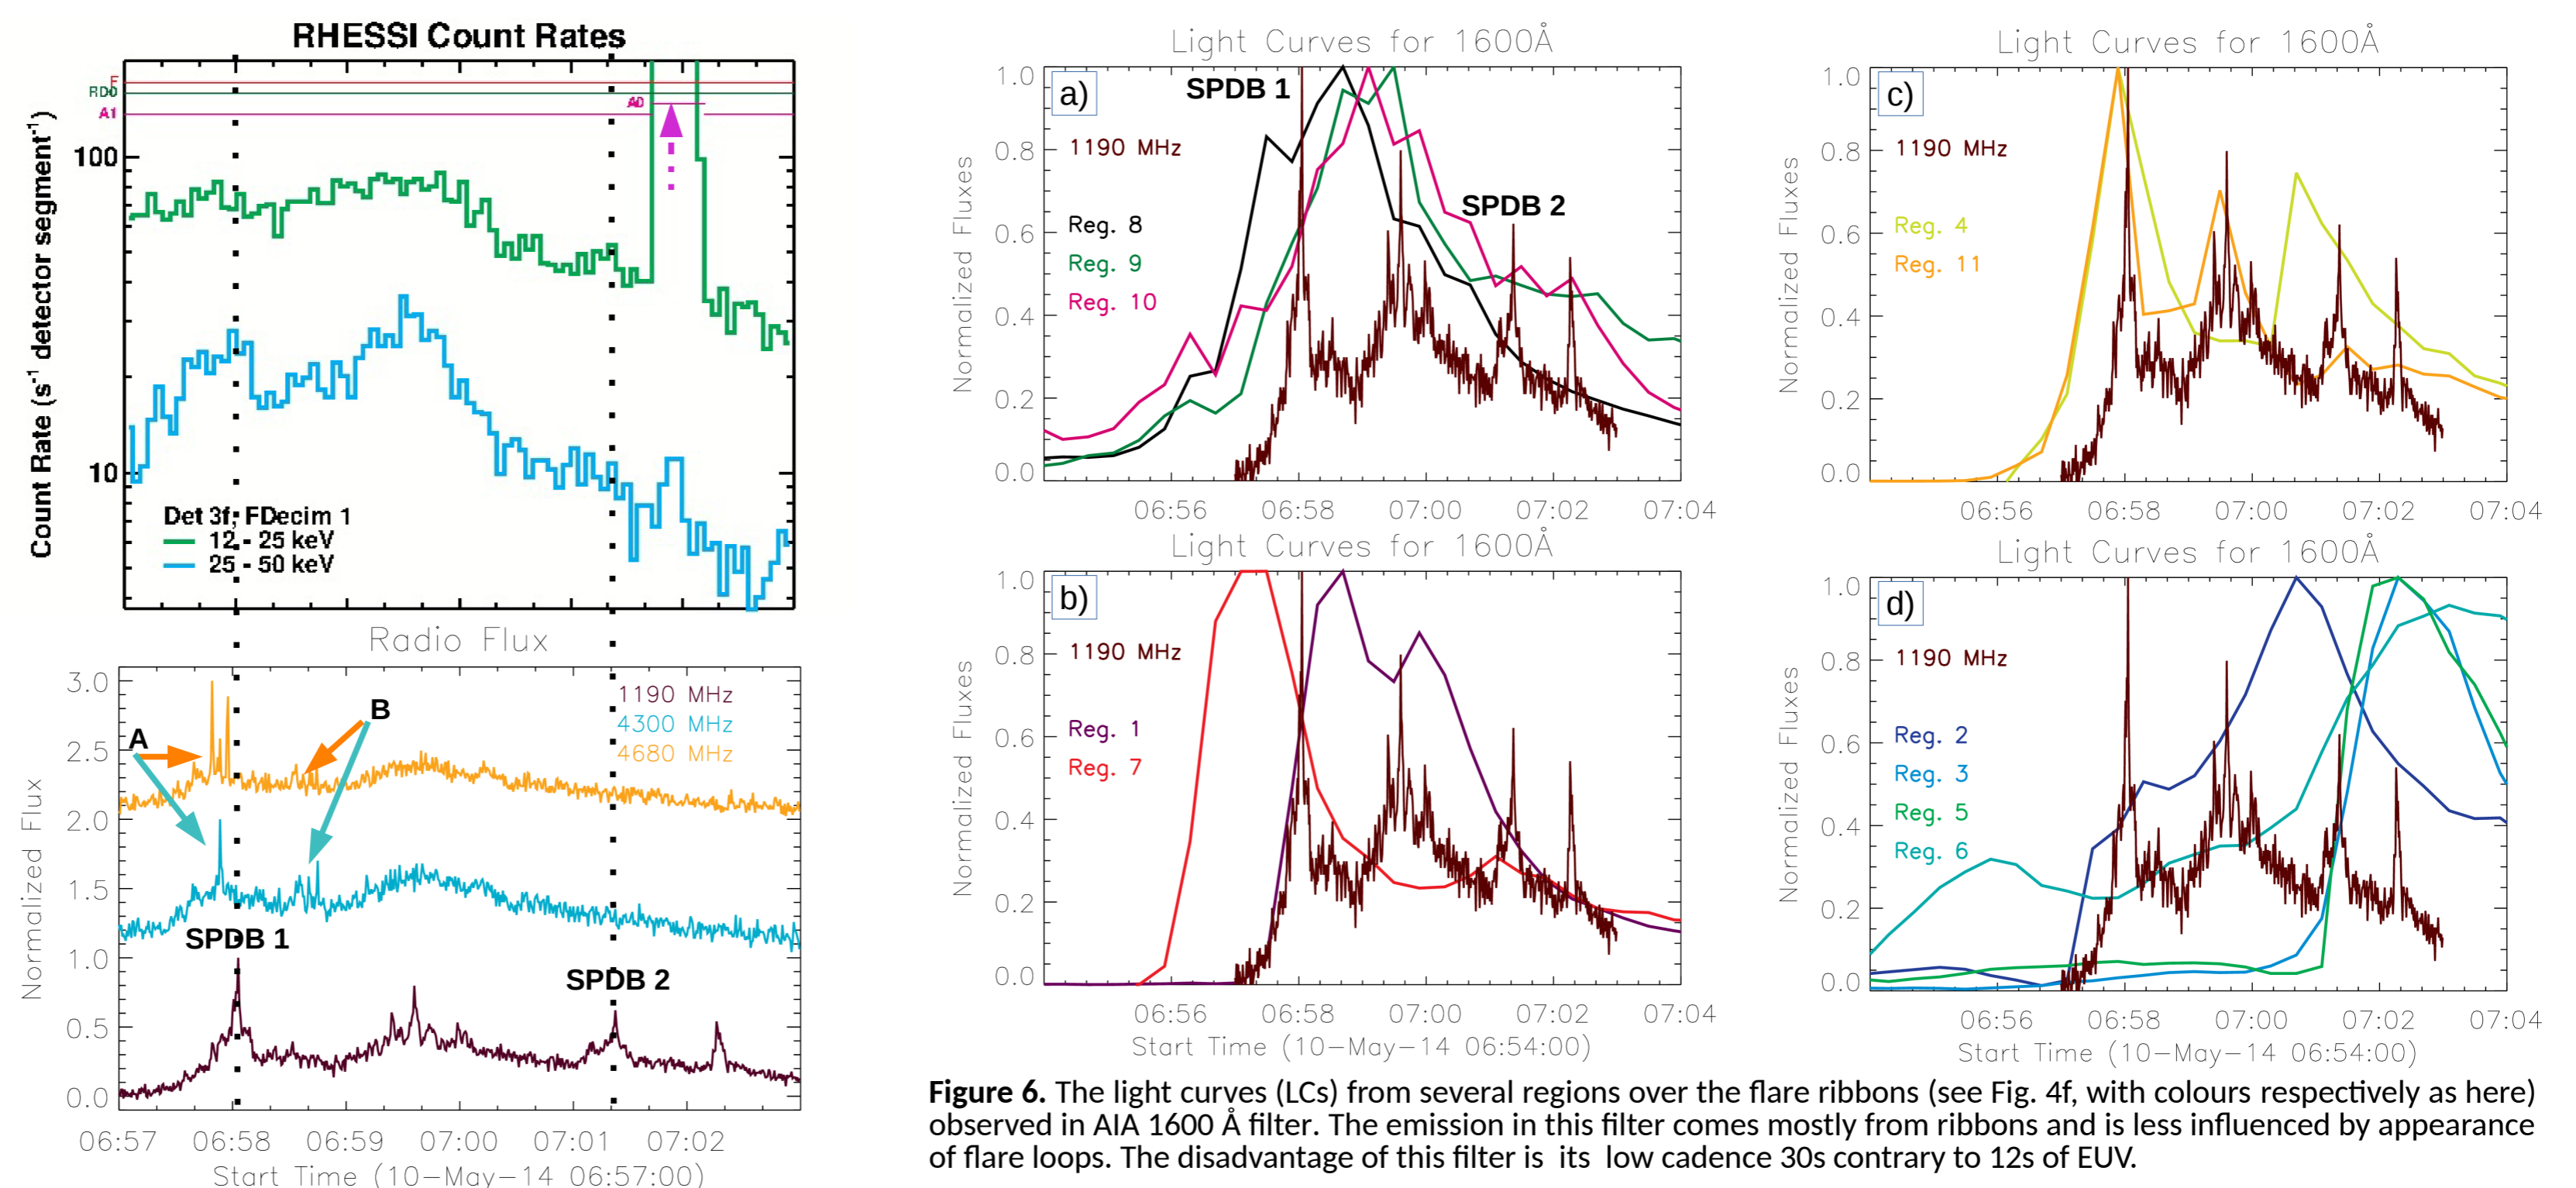 RHESSI Count Rates
Count Rate (s-1 detector segment-1)
F
RD0
A1
A0
100
10
Det 3f, FDecim 1
12 - 25 keV
25 - 50 keV
Radio Flux
Normalized Flux
3.0
2.5
2.0
1.5
1.0
0.5
0.0
1190 MHz
4300 MHz
4680 MHz
A
B
SPDB 1
SPDB 2
06:57 06:58 06:59 07:00 07:01 07:02
Start Time (10-May-14 06:57:00)
Light Curves for 1600Å
a)
SPDB 1
1190 MHz
SPDB 2
Reg. 8
Reg. 9
Reg. 10
Normalized Fluxes
1.0
0.8
0.6
0.4
0.2
0.0
06:56 06:58 07:00 07:02 07:04
Light Curves for 1600Å
b)
1190 MHz
Reg. 1
Reg. 7
Normalized Fluxes
1.0
0.8
0.6
0.4
0.2
0.0
06:56 06:58 07:00 07:02 07:04
Start Time (10-May-14 06:54:00)
Light Curves for 1600Å
c)
1190 MHz
Reg. 4
Reg. 11
Normalized Fluxes
1.0
0.8
0.6
0.4
0.2
0.0
06:56 06:58 07:00 07:02 07:04
Light Curves for 1600Å
d)
1190 MHz
Reg. 2
Reg. 3
Reg. 5
Reg. 6
Normalized Fluxes
1.0
0.8
0.6
0.4
0.2
0.0
06:56 06:58 07:00 07:02 07:04
Start Time (10-May-14 06:54:00)
Figure 6. The light curves (LCs) from several regions over the flare ribbons (see Fig. 4f, with colours respectively as here)
observed in AIA 1600 Å filter. The emission in this filter comes mostly from ribbons and is less influenced by appearance
of flare loops. The disadvantage of this filter is its low cadence 30s contrary to 12s of EUV.